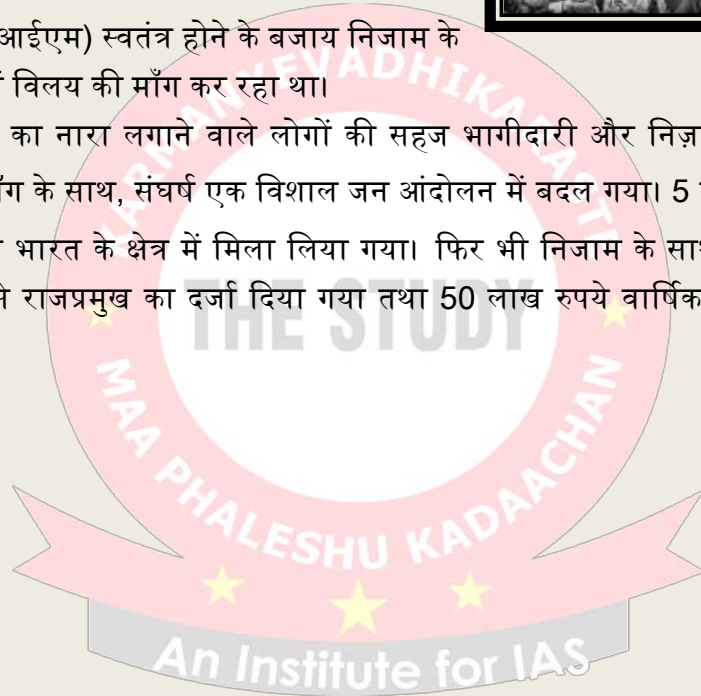 आईएम) स्वतंत्र होने के बजाय निजाम के
विलय की माँग कर रहा था।
का नारा लगाने वाले लोगों की सहज भागीदारी और
के साथ, संघर्ष एक विशाल जन आंदोलन में बदल गया। 5
भारत के क्षेत्र में मिला लिया गया। फिर भी निजाम के
राजप्रमुख का दर्जा दिया गया तथा 50 लाख रुपये वार्षिक
KARMANYEVADHIKARASTE
THE STUDY
MAA PHALESHU KADAACHAN
An Institute for IAS